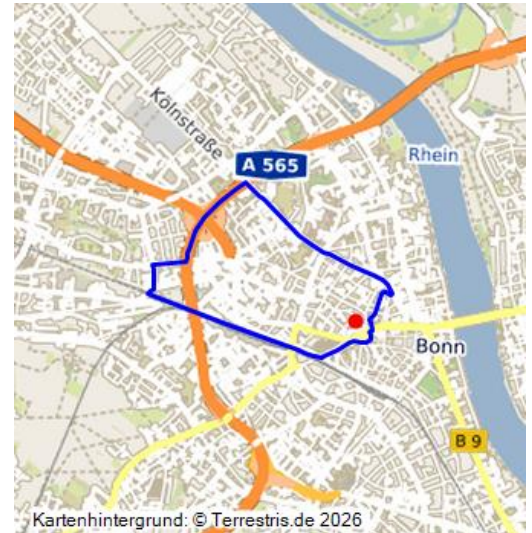 Kölnstraße
A 565
Rhein
Bonn
B 9
Kartenhintergrund: © Terrestris.de 2026